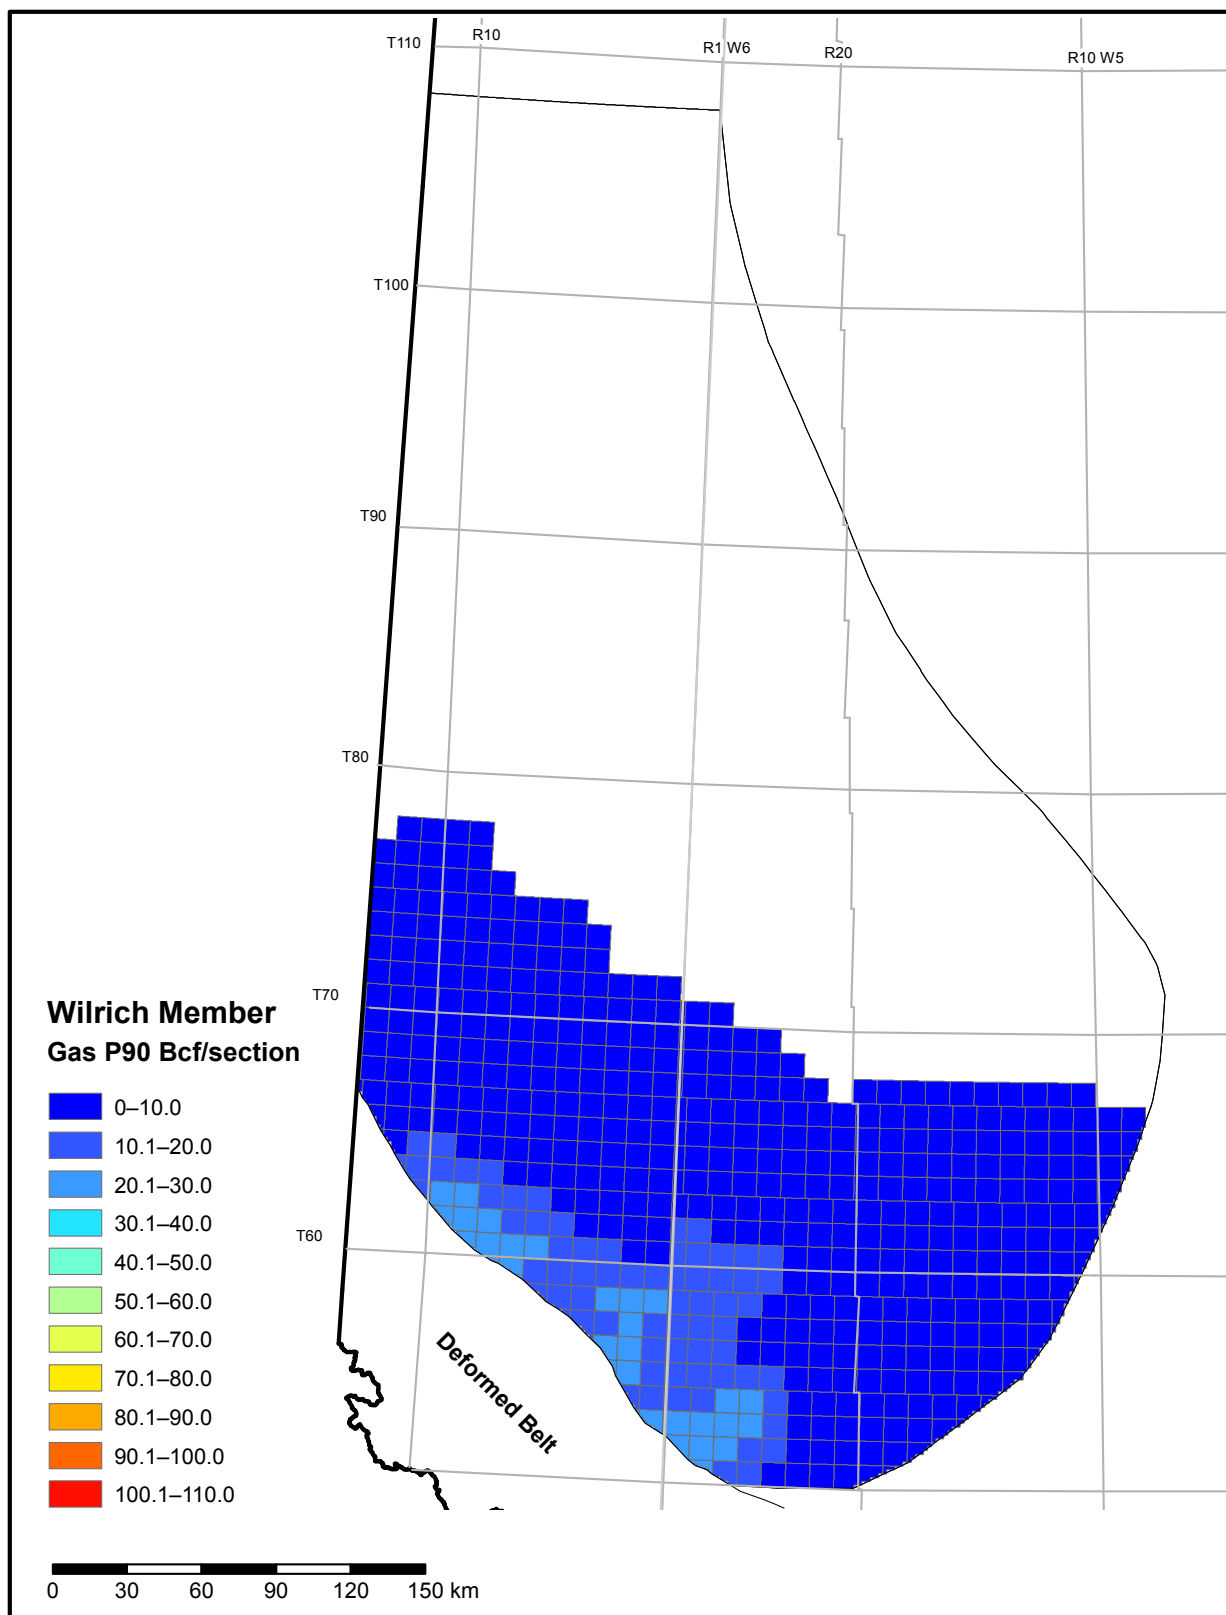 T110
R10
R1 W6
R20
R10 W5
T100
T90
T80
T70
T60
Wilrich Member
Gas P90 Bcf/section
0–10.0
10.1–20.0
20.1–30.0
30.1–40.0
40.1–50.0
50.1–60.0
60.1–70.0
70.1–80.0
80.1–90.0
90.1–100.0
100.1–110.0
Deformed Belt
0 30 60 90 120 150 km